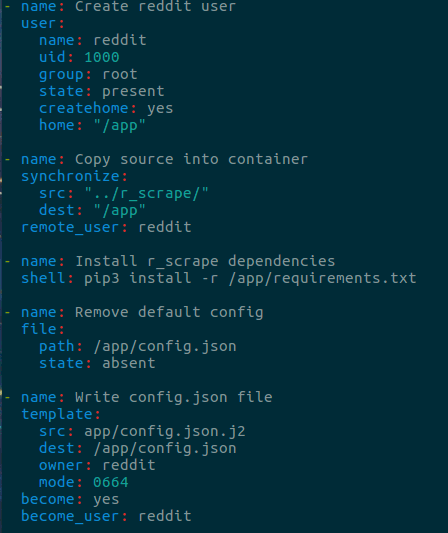 - name: Create reddit user
  user:
    name: reddit
    uid: 1000
    group: root
    state: present
    createhome: yes
    home: "/app"

- name: Copy source into container
  synchronize:
    src: "../r_scrape/"
    dest: "/app"
  remote_user: reddit

- name: Install r_scrape dependencies
  shell: pip3 install -r /app/requirements.txt

- name: Remove default config
  file:
    path: /app/config.json
    state: absent

- name: Write config.json file
  template:
    src: app/config.json.j2
    dest: /app/config.json
    owner: reddit
    mode: 0664
  become: yes
  become_user: reddit